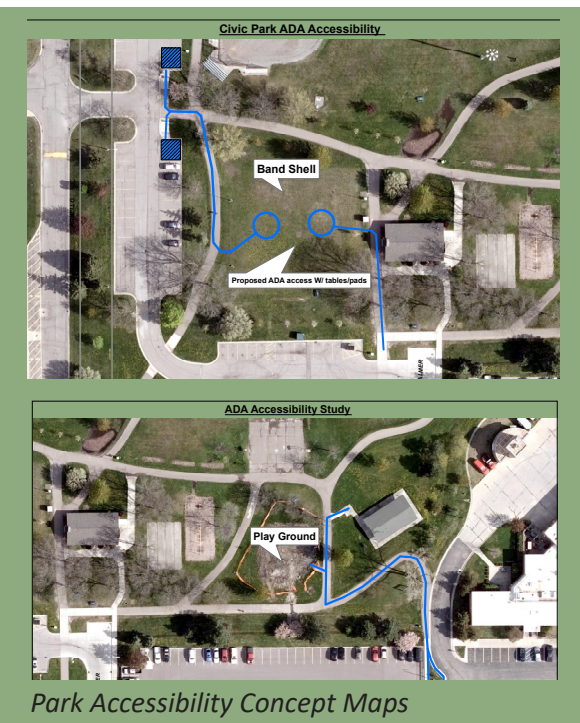 Civic Park ADA Accessibility
Band Shell
Proposed ADA access W/ tables/pads
ADA Accessibility Study
Play Ground
Park Accessibility Concept Maps